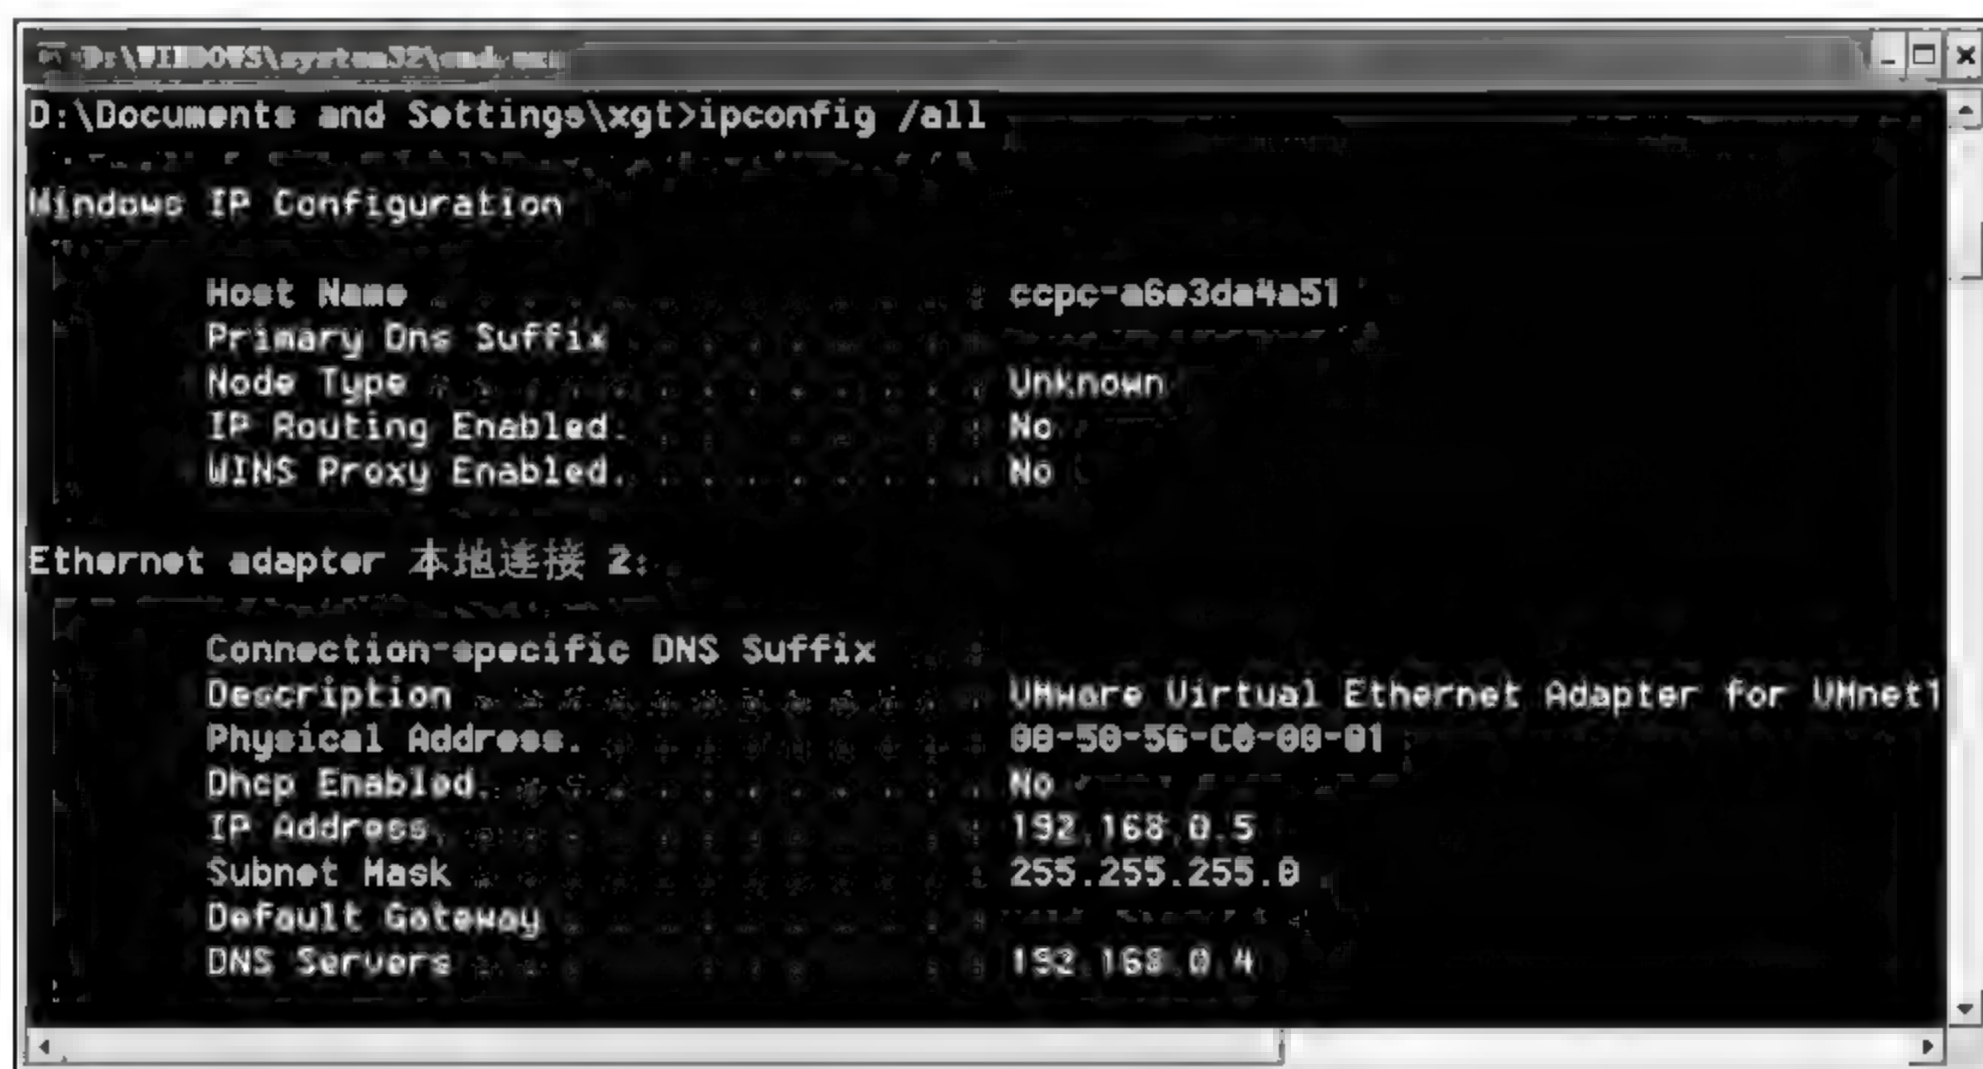 D:\WINDOWS\system32\cmd.exe
D:\Documents and Settings\xgt>ipconfig /all
Windows IP Configuration
Host Name . . . . . . . . . . . . : ccpc-a6e3da4a51
Primary Dns Suffix . . . . . . . :
Node Type . . . . . . . . . . . . : Unknown
IP Routing Enabled. . . . . . . . : No
WINS Proxy Enabled. . . . . . . . : No
Ethernet adapter 本地连接 2:
Connection-specific DNS Suffix . :
Description . . . . . . . . . . . : VMware Virtual Ethernet Adapter for VMnet1
Physical Address. . . . . . . . . : 00-50-56-C0-00-01
Dhcp Enabled. . . . . . . . . . . : No
IP Address. . . . . . . . . . . . : 192.168.0.5
Subnet Mask . . . . . . . . . . . : 255.255.255.0
Default Gateway . . . . . . . . . :
DNS Servers . . . . . . . . . . . : 192.168.0.4